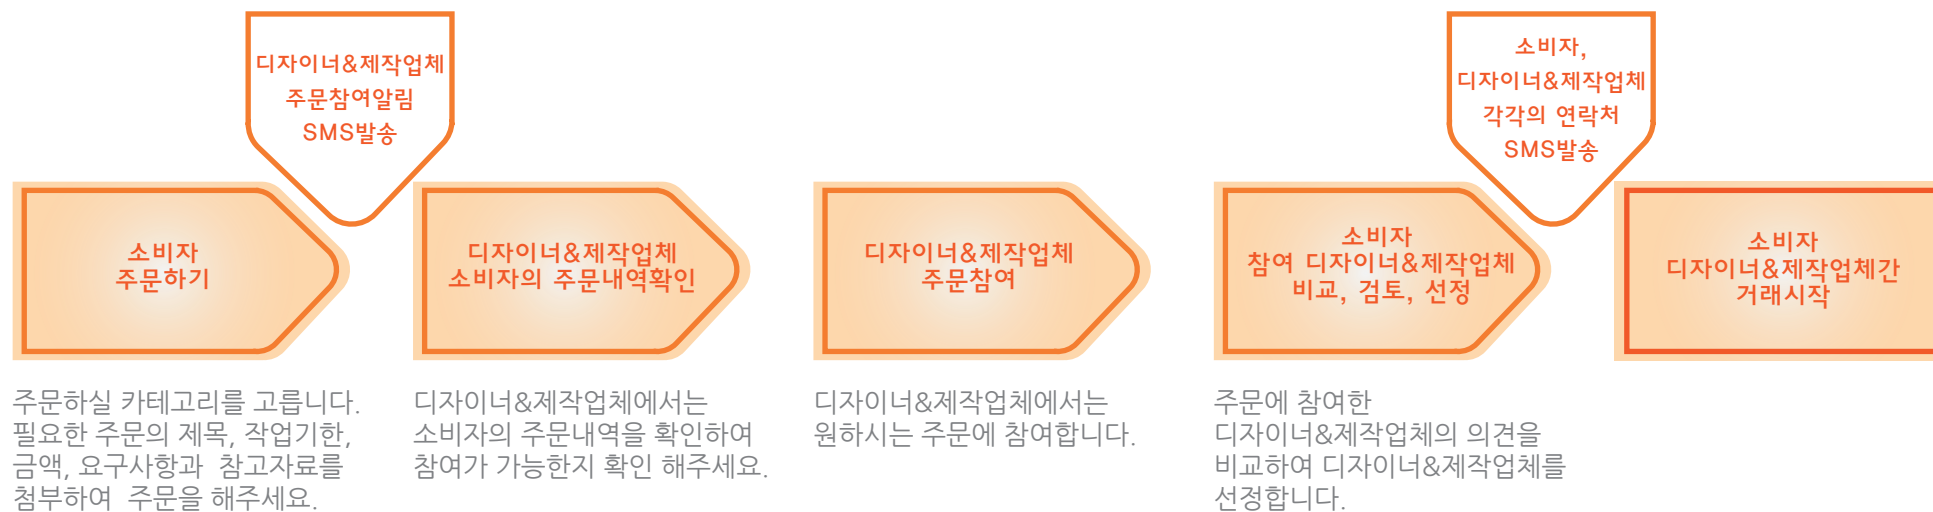 디자이너&제작업체
주문참여알림
SMS발송
소비자,
디자이너&제작업체
각각의 연락처
SMS발송
소비자
주문하기
디자이너&제작업체
소비자의 주문내역확인
디자이너&제작업체
주문참여
소비자
참여 디자이너&제작업체
비교, 검토, 선정
소비자
디자이너&제작업체간
거래시작
주문하실 카테고리를 고릅니다.
필요한 주문의 제목, 작업기한,
금액, 요구사항과 참고자료를
첨부하여 주문을 해주세요.
디자이너&제작업체에서는
소비자의 주문내역을 확인하여
참여가 가능한지 확인 해주세요.
디자이너&제작업체에서는
원하시는 주문에 참여합니다.
주문에 참여한
디자이너&제작업체의 의견을
비교하여 디자이너&제작업체를
선정합니다.